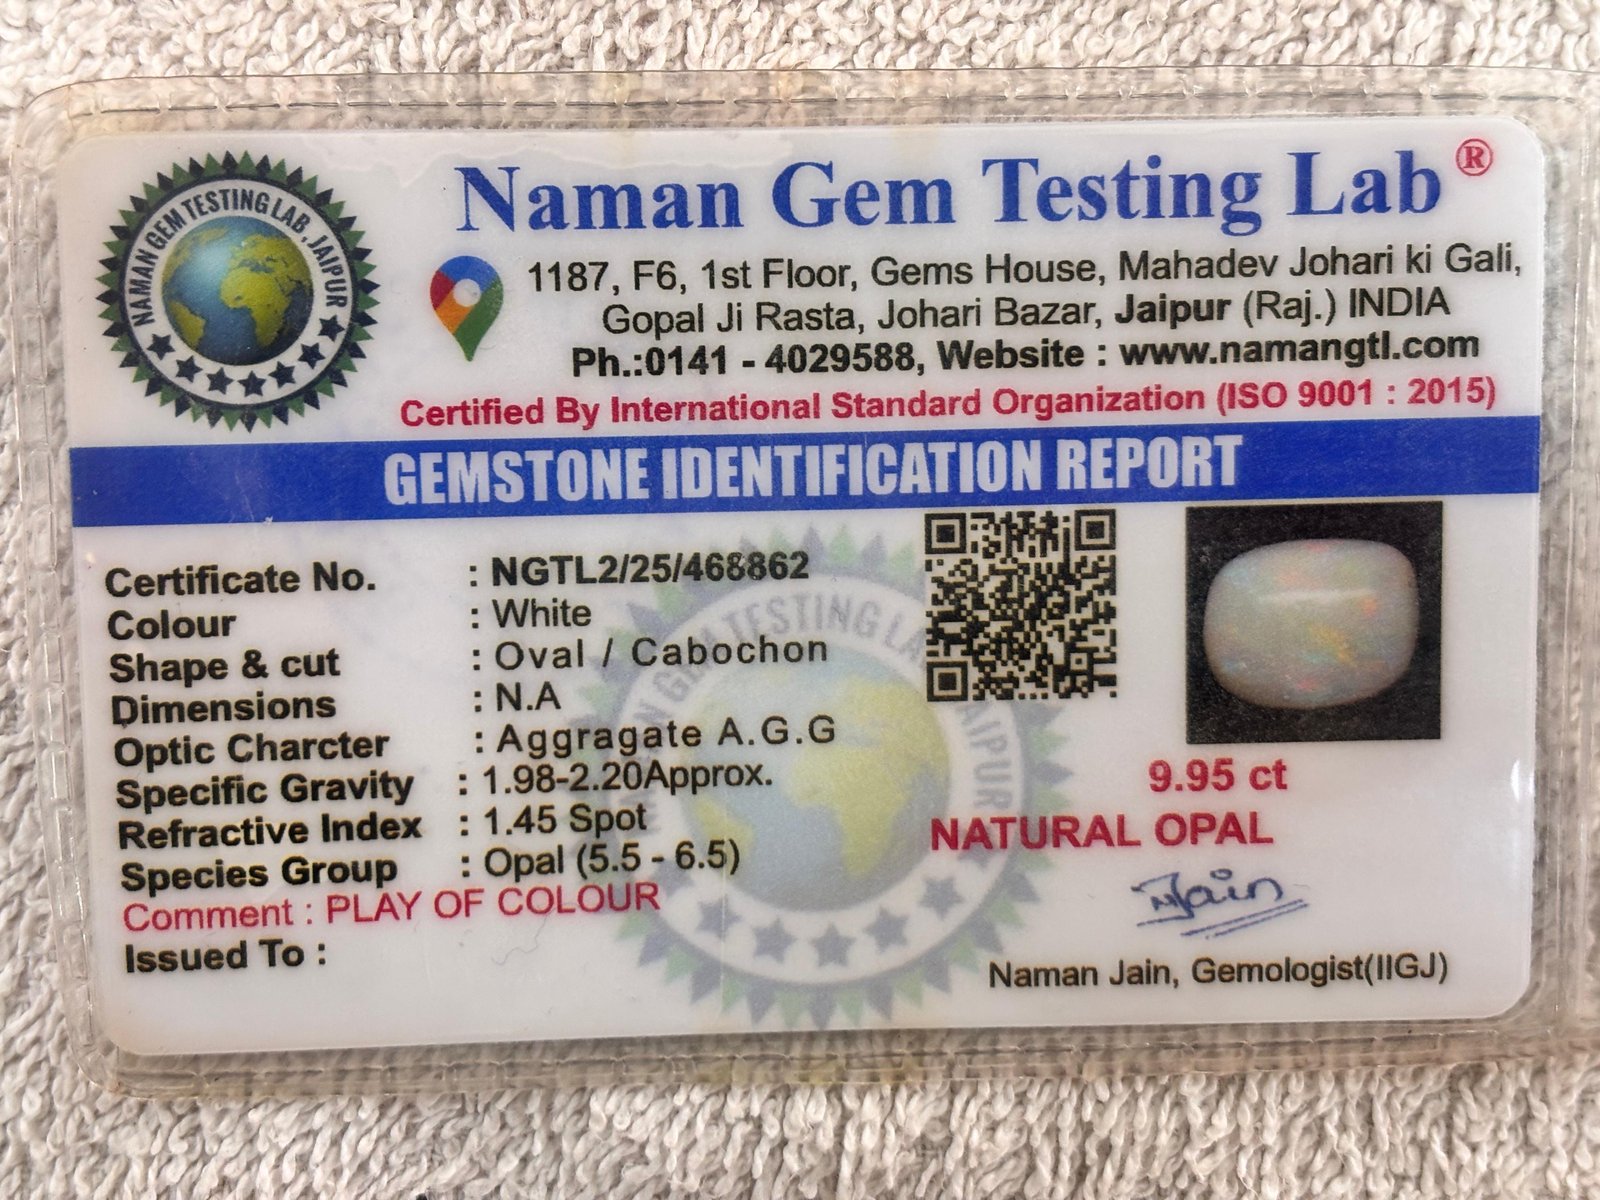 Naman Gem Testing Lab ®
NAMAN GEM TESTING LAB, JAIPUR
1187, F6, 1st Floor, Gems House, Mahadev Johari ki Gali,
Gopal Ji Rasta, Johari Bazar, Jaipur (Raj.) INDIA
Ph.:0141 - 4029588, Website : www.namangtl.com
Certified By International Standard Organization (ISO 9001 : 2015)
GEMSTONE IDENTIFICATION REPORT
Certificate No. : NGTL2/25/468862
Colour : White
Shape & cut : Oval / Cabochon
Dimensions : N.A
Optic Charcter : Aggragate A.G.G
Specific Gravity : 1.98-2.20Approx.
Refractive Index : 1.45 Spot
Species Group : Opal (5.5 - 6.5)
Comment : PLAY OF COLOUR
Issued To :
9.95 ct
NATURAL OPAL
NJain
Naman Jain, Gemologist(IIGJ)